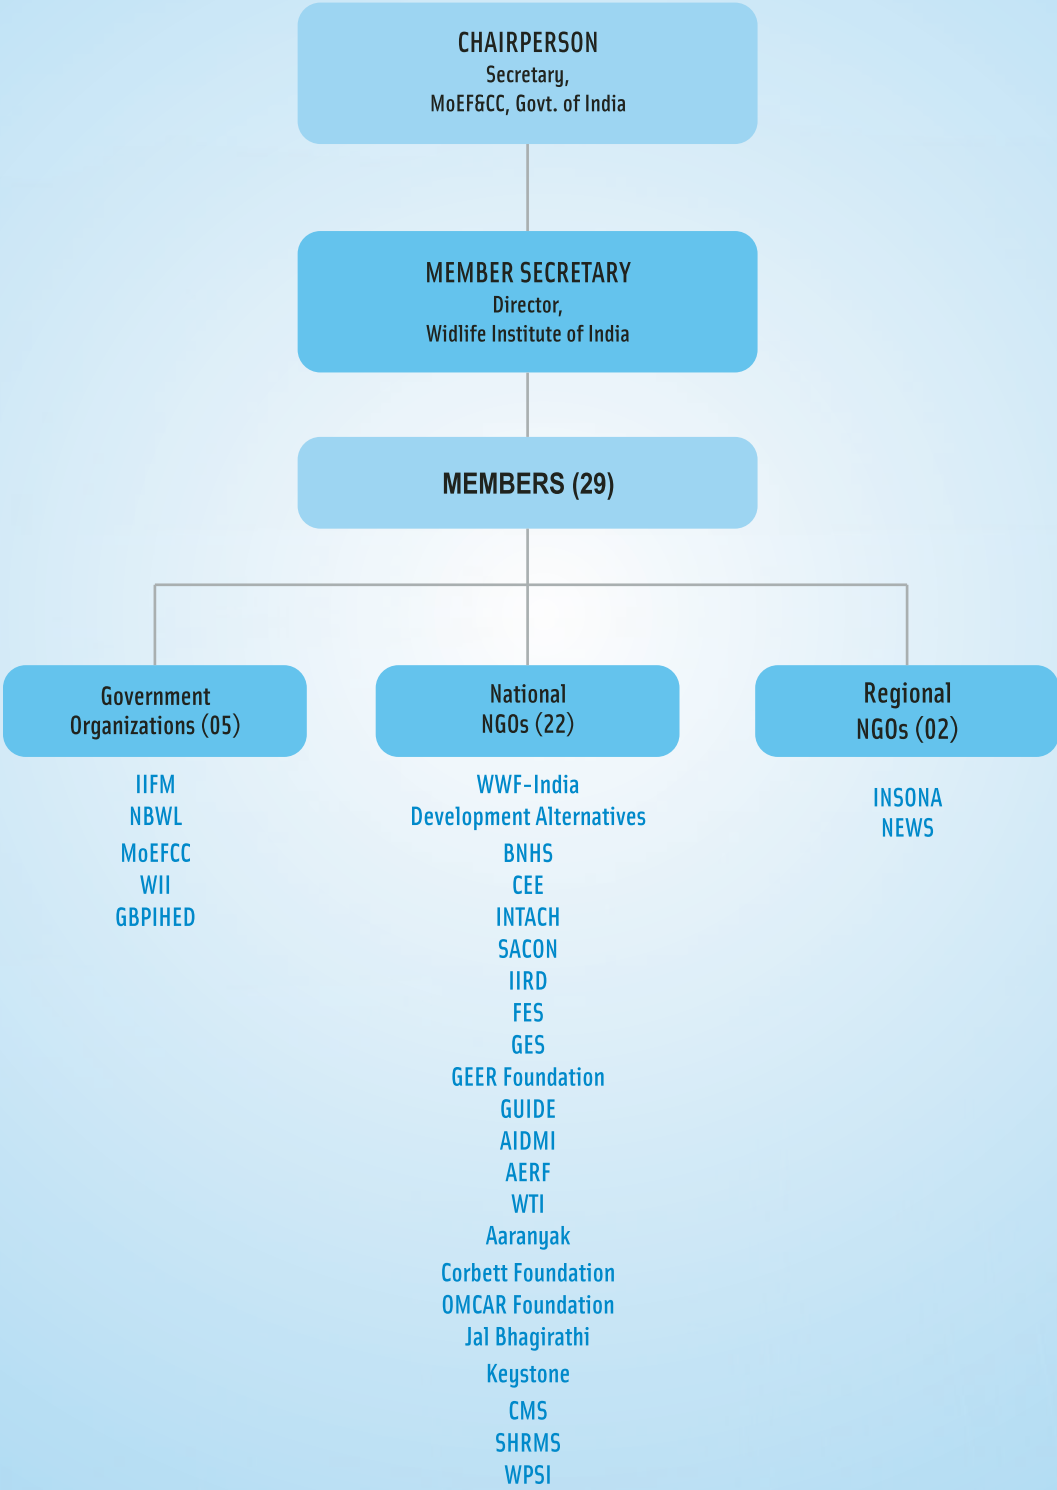 CHAIRPERSON
Secretary,
MoEF&CC, Govt. of India
MEMBER SECRETARY
Director,
Widlife Institute of India
MEMBERS (29)
Government
Organizations (05)
IIFM
NBWL
MoEFCC
WII
GBPIHED
National
NGOs (22)
WWF-India
Development Alternatives
BNHS
CEE
INTACH
SACON
IIRD
FES
GES
GEER Foundation
GUIDE
AIDMI
AERF
WTI
Aaranyak
Corbett Foundation
OMCAR Foundation
Jal Bhagirathi
Keystone
CMS
SHRMS
WPSI
Regional
NGOs (02)
INSONA
NEWS